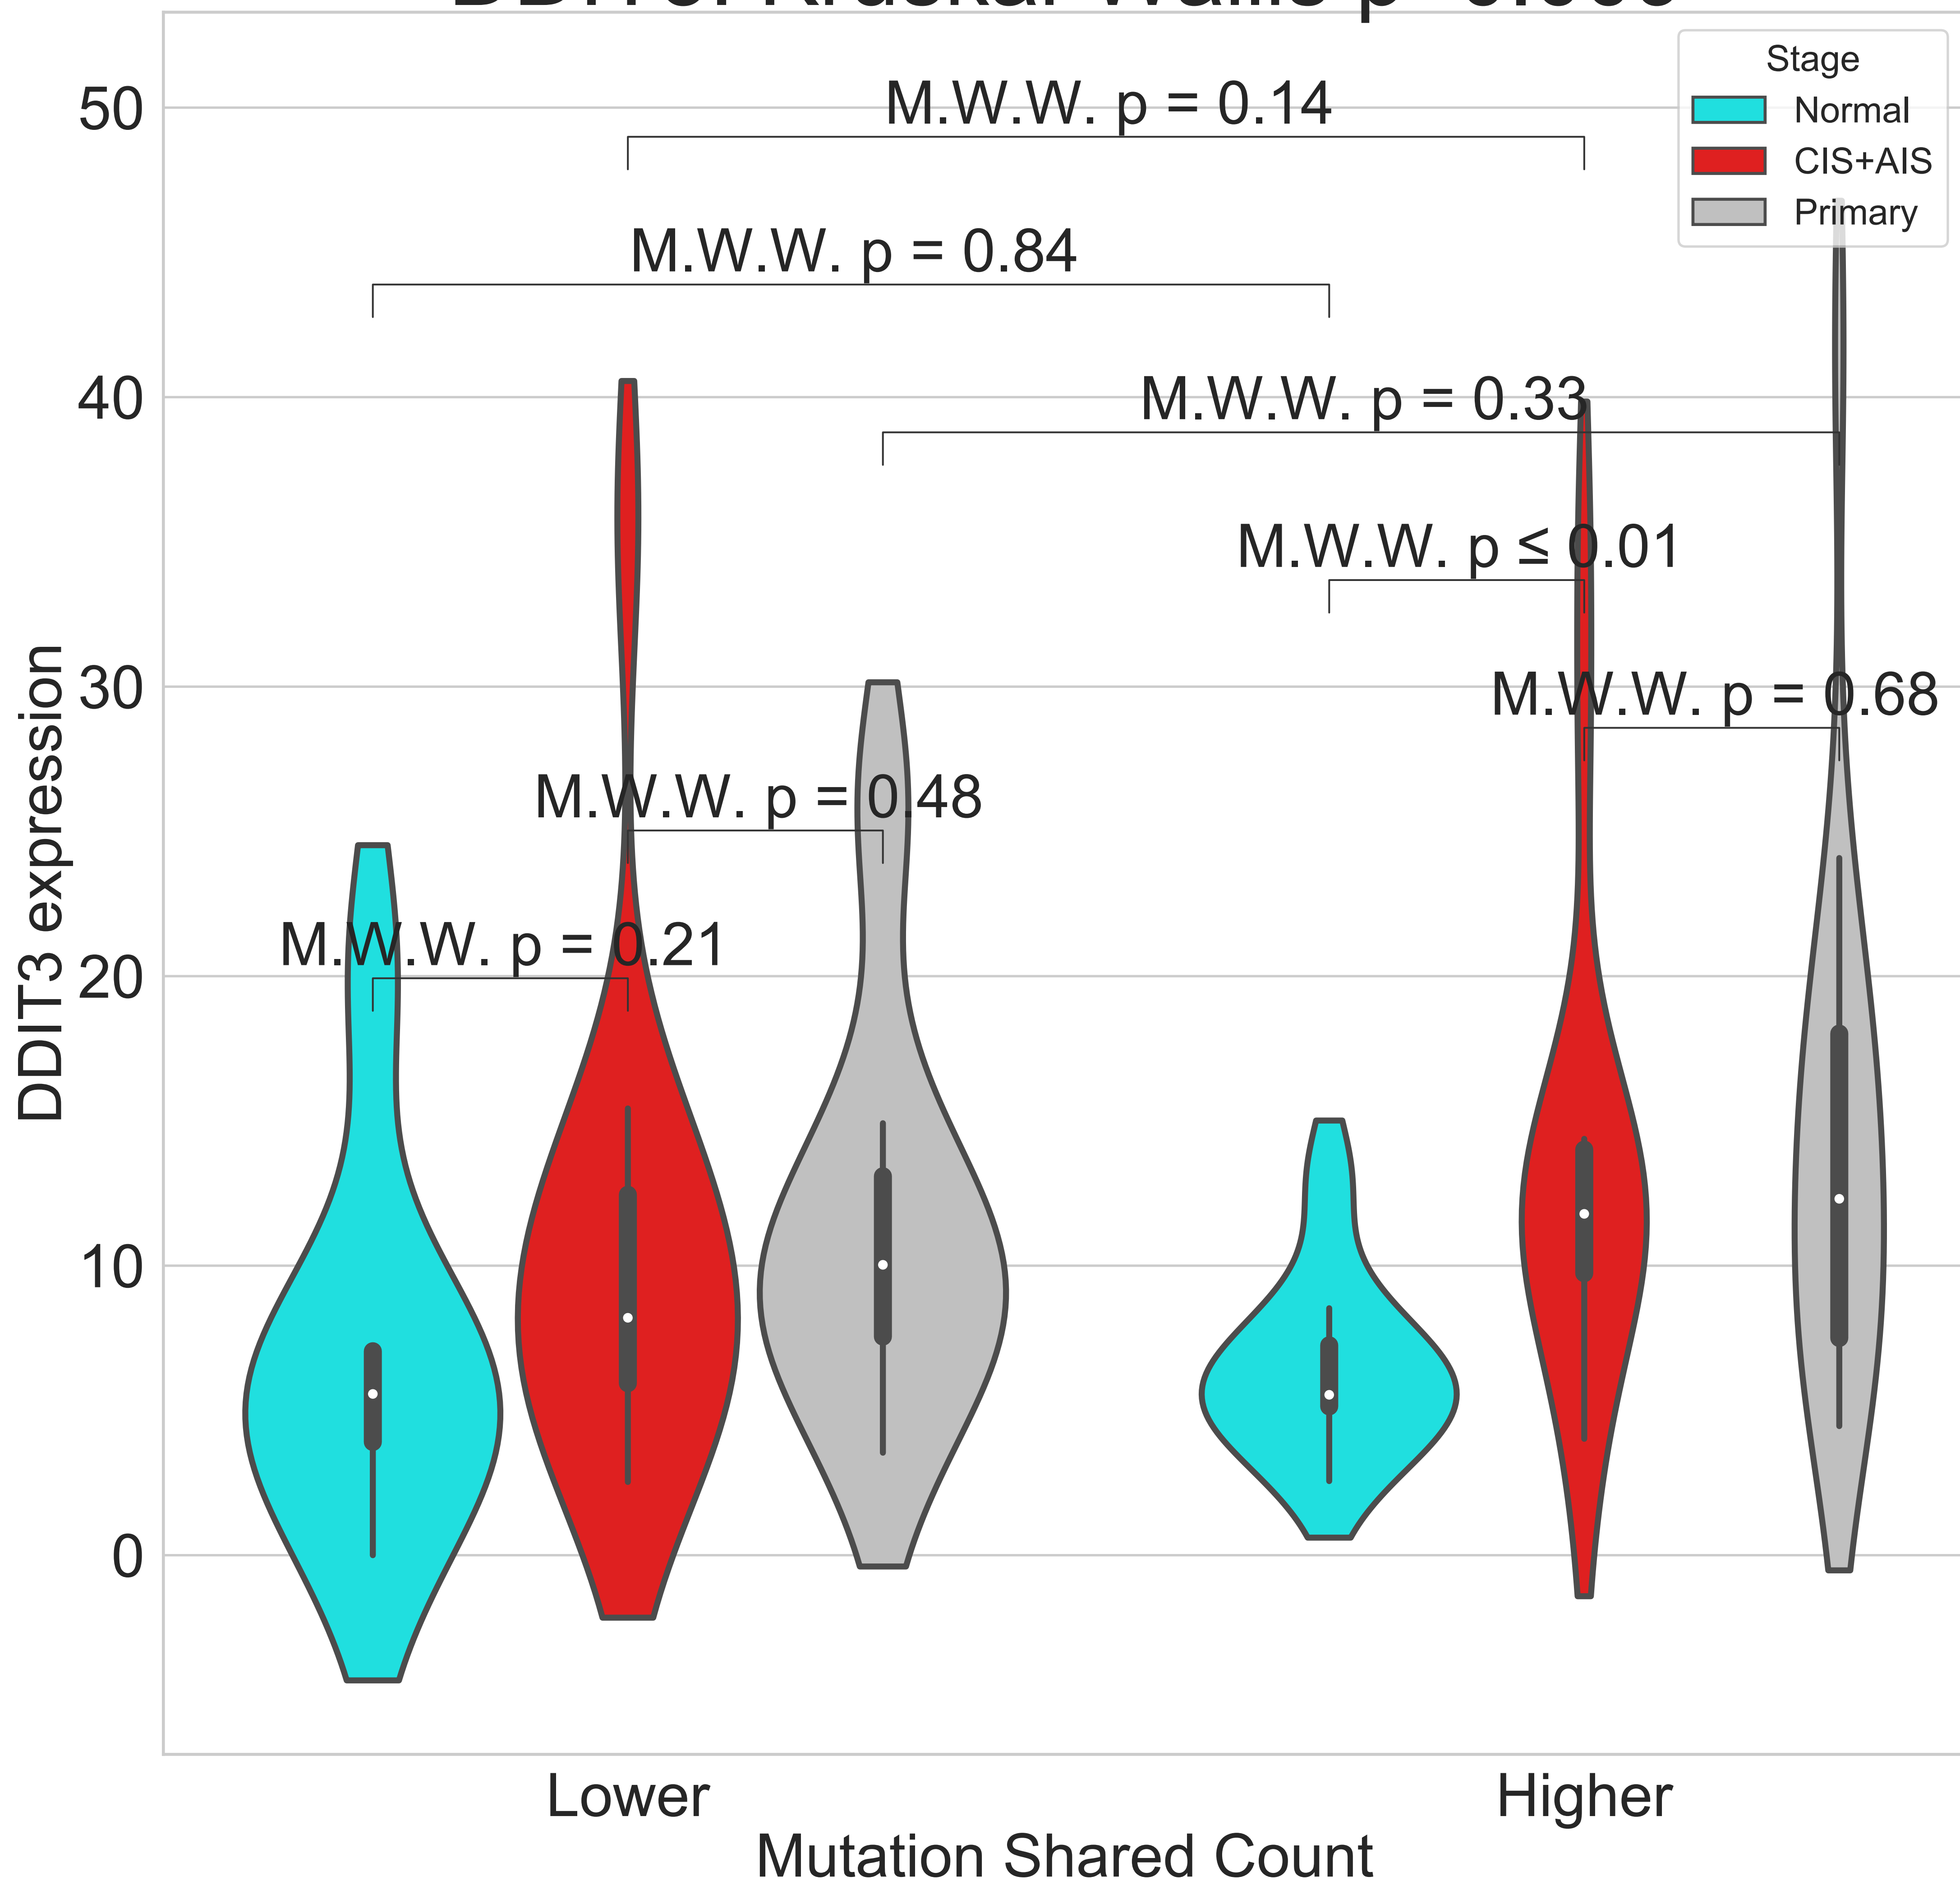 Stage
Normal
CIS+AIS
Primary
50
40
30
20
10
0
DDIT3 expression
M.W.W. p = 0.14
M.W.W. p = 0.84
M.W.W. p = 0.33
M.W.W. p ≤ 0.01
M.W.W. p = 0.68
M.W.W. p = 0.48
M.W.W. p = 0.21
Lower
Higher
Mutation Shared Count